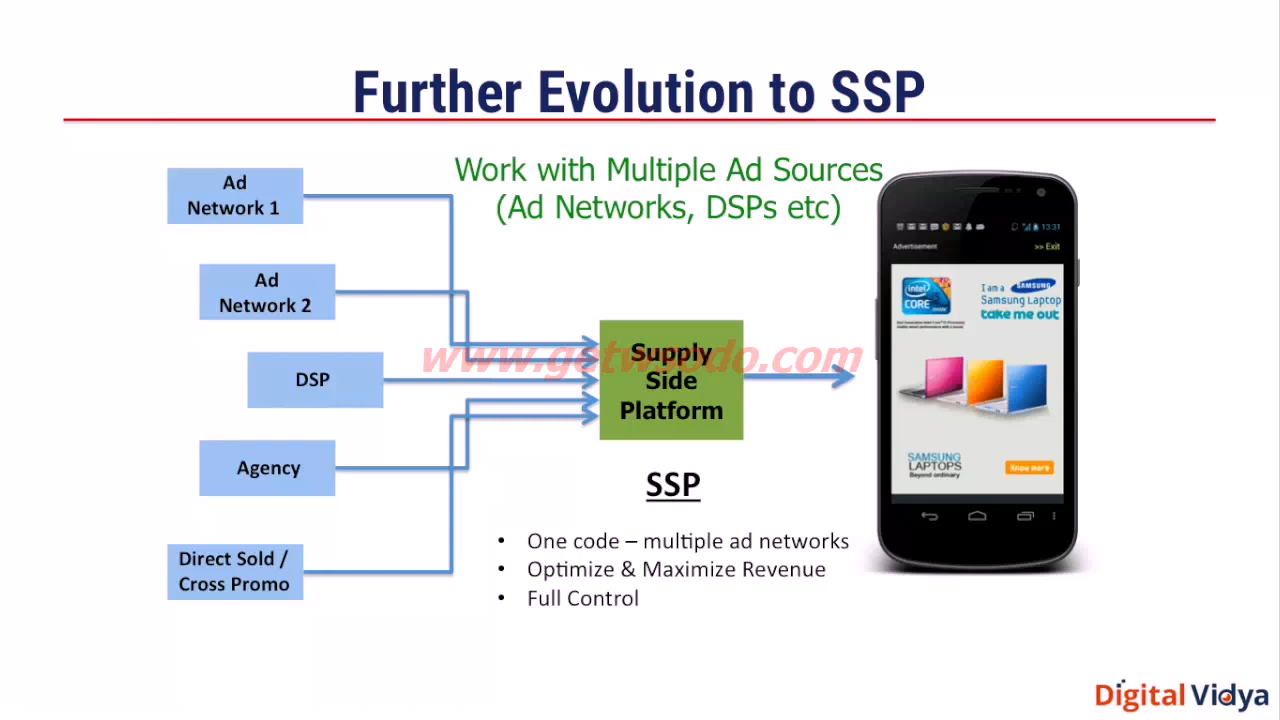 Further Evolution to SSP
Work with Multiple Ad Sources
(Ad Networks, DSPs etc)
Ad
Network 1
Ad
Network 2
DSP
Agency
Direct Sold /
Cross Promo
www.getwsodo.com
Supply
Side
Platform
SSP
• One code – multiple ad networks
• Optimize & Maximize Revenue
• Full Control
13:31
Advertisement
>> Exit
intel
CORE
I am a SAMSUNG
Samsung Laptop
take me out
SAMSUNG
LAPTOPS
Beyond ordinary
Know more
Digital Vidya